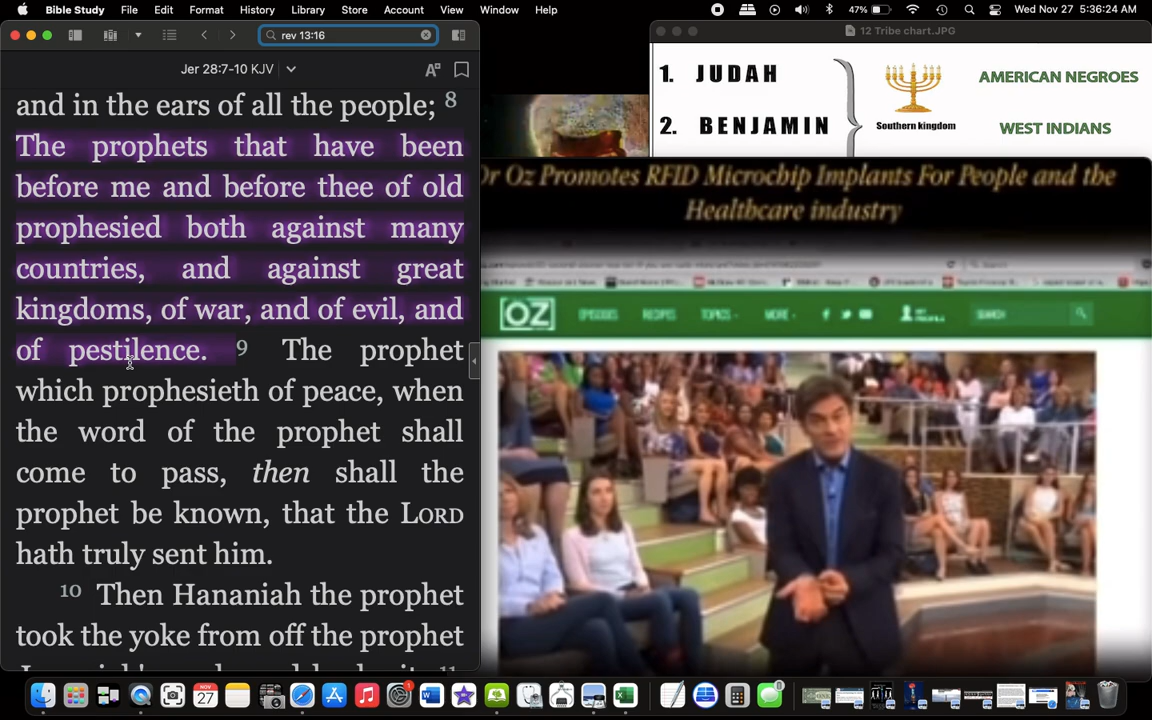 Bible Study File Edit Format History Library Store Account View Window Help 47% Wed Nov 27 5:36:24 AM
rev 13:16
Jer 28:7-10 KJV
and in the ears of all the people; 8
The prophets that have been
before me and before thee of old
prophesied both against many
countries, and against great
kingdoms, of war, and of evil, and
of pestilence. 9 The prophet
which prophesieth of peace, when
the word of the prophet shall
come to pass, then shall the
prophet be known, that the LORD
hath truly sent him.
10 Then Hananiah the prophet
took the yoke from off the prophet
12 Tribe chart.JPG
1. JUDAH
2. BENJAMIN
Southern kingdom
AMERICAN NEGROES
WEST INDIANS
Dr Oz Promotes RFID Microchip Implants For People and the
Healthcare industry
OZ EPISODES RECIPES TOPICS MORE SEARCH
NOV
27
1